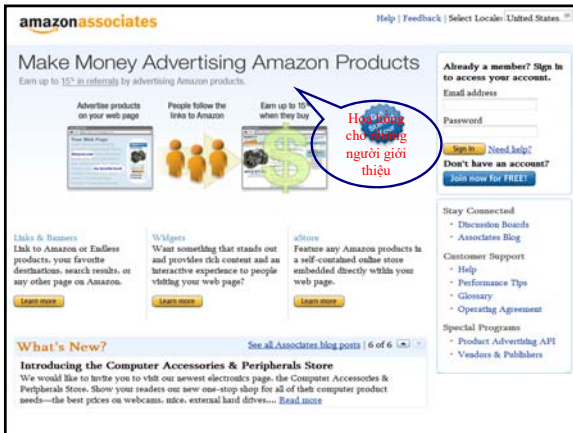 amazonassociates
Help | Feedback | Select Locale: United States
Make Money Advertising Amazon Products
Earn up to 15% in referrals by advertising Amazon products.
Advertise products
on your web page
People follow the
links to Amazon
Earn up to 15%
when they buy
Hoa hồng
cho những
người giới
thiệu
Already a member? Sign in
to access your account.
Email address
Password
Sign In Need help?
Don't have an account?
Join now for FREE!
Links & Banners
Link to Amazon or Endless
products, your favorite
destinations, search results, or
any other page on Amazon.
Learn more
Widgets
Want something that stands out
and provides rich content and an
interactive experience to people
visiting your web page?
Learn more
aStore
Feature any Amazon products in
a self-contained online store
embedded directly within your
web page.
Learn more
Stay Connected
Discussion Boards
Associates Blog
Customer Support
Help
Performance Tips
Glossary
Operating Agreement
Special Programs
Product Advertising API
Vendors & Publishers
What's New?
See all Associates blog posts | 6 of 6
Introducing the Computer Accessories & Peripherals Store
We would like to invite you to visit our newest electronics page, the Computer Accessories &
Peripherals Store. Show your readers our new one-stop shop for all of their computer product
needs—the best prices on webcams, mice, external hard drives.... Read more